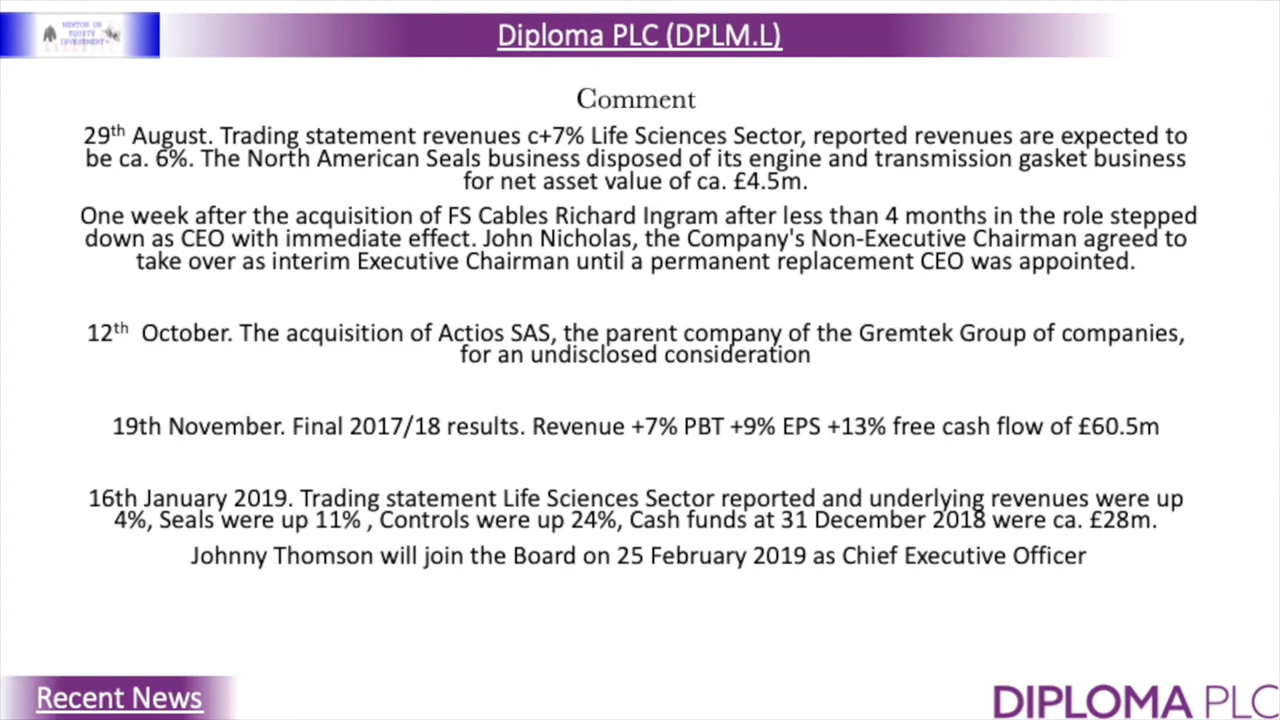 MENTON UK
EQUITY
INVESTMENT
Diploma PLC (DPLM.L)
Comment
29th August. Trading statement revenues c+7% Life Sciences Sector, reported revenues are expected to
be ca. 6%. The North American Seals business disposed of its engine and transmission gasket business
for net asset value of ca. £4.5m.
One week after the acquisition of FS Cables Richard Ingram after less than 4 months in the role stepped
down as CEO with immediate effect. John Nicholas, the Company's Non-Executive Chairman agreed to
take over as interim Executive Chairman until a permanent replacement CEO was appointed.
12th October. The acquisition of Actios SAS, the parent company of the Gremtek Group of companies,
for an undisclosed consideration
19th November. Final 2017/18 results. Revenue +7% PBT +9% EPS +13% free cash flow of £60.5m
16th January 2019. Trading statement Life Sciences Sector reported and underlying revenues were up
4%, Seals were up 11% , Controls were up 24%, Cash funds at 31 December 2018 were ca. £28m.
Johnny Thomson will join the Board on 25 February 2019 as Chief Executive Officer
Recent News
DIPLOMA PLC